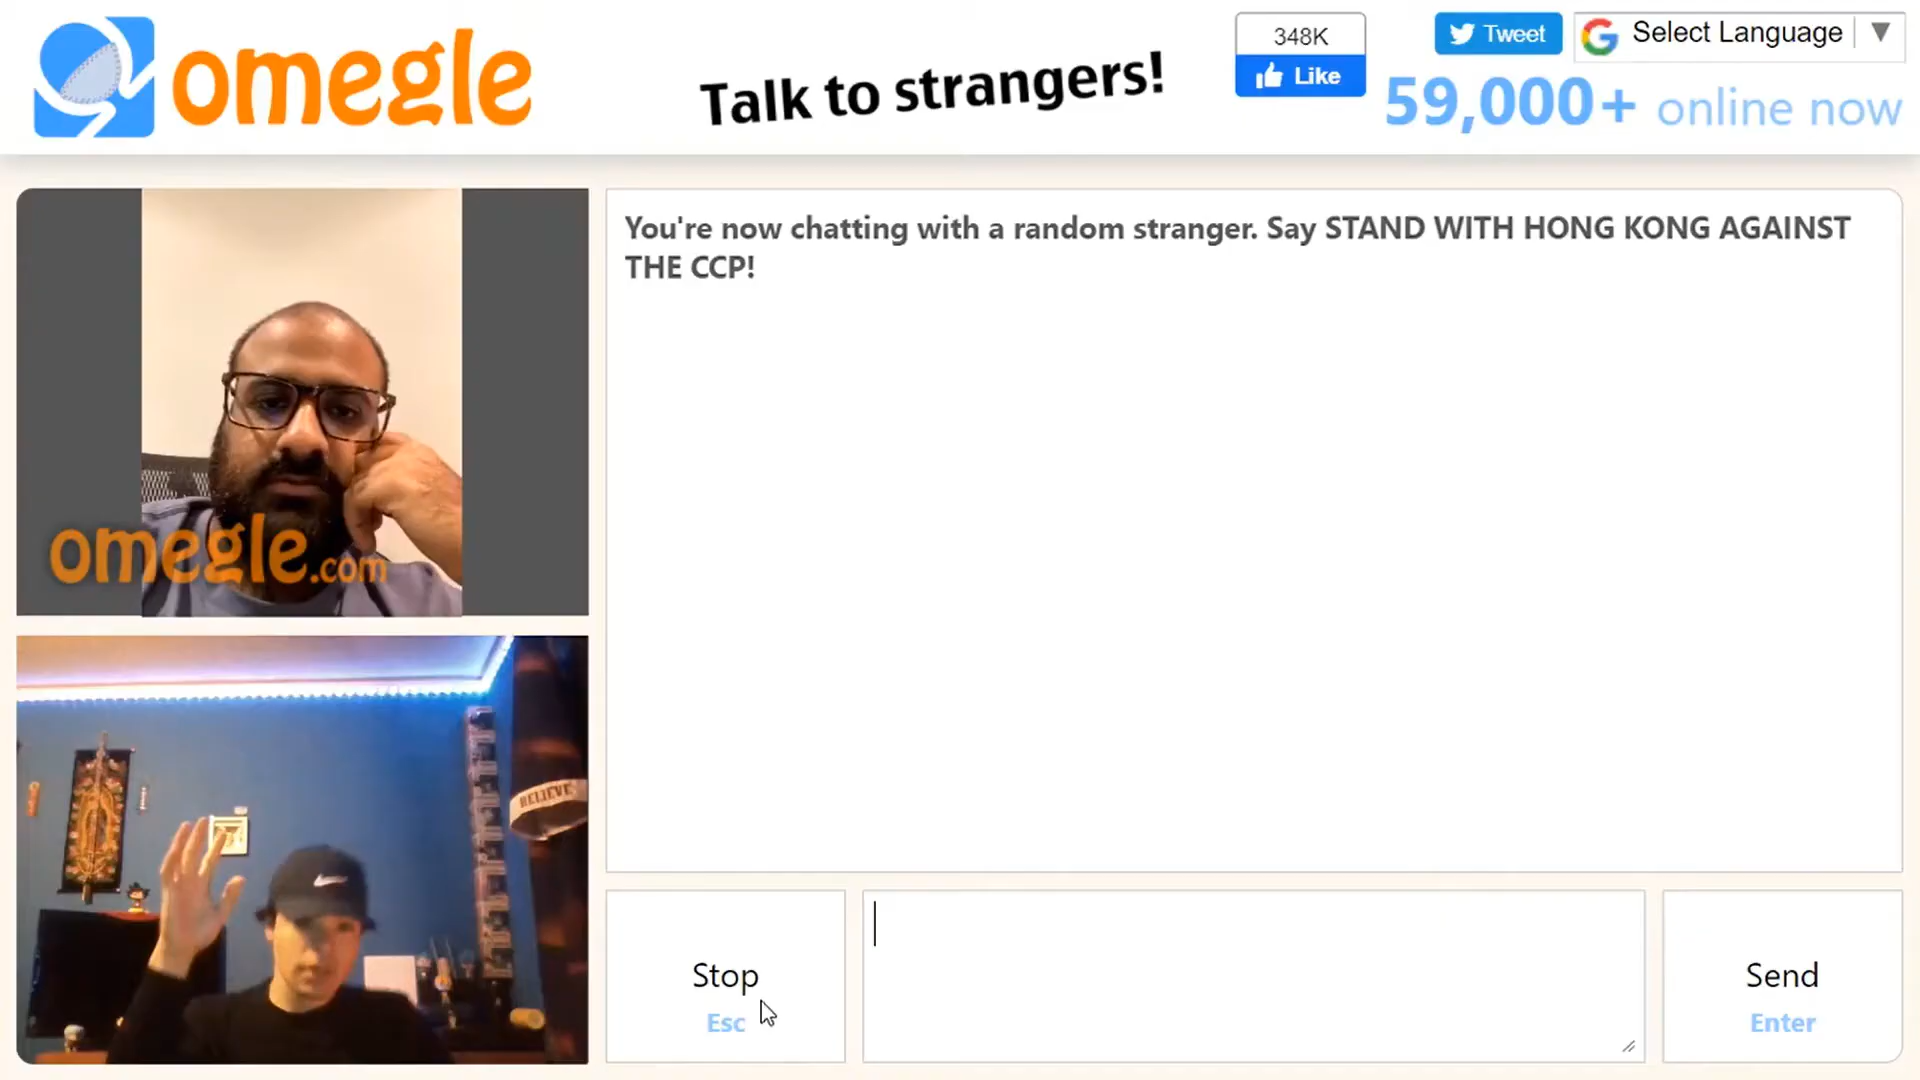 omegle
Talk to strangers!
348K
Like
Tweet
Select Language
59,000+ online now
You're now chatting with a random stranger. Say STAND WITH HONG KONG AGAINST
THE CCP!
omegle.com
BELIEVE
Stop
Esc
Send
Enter